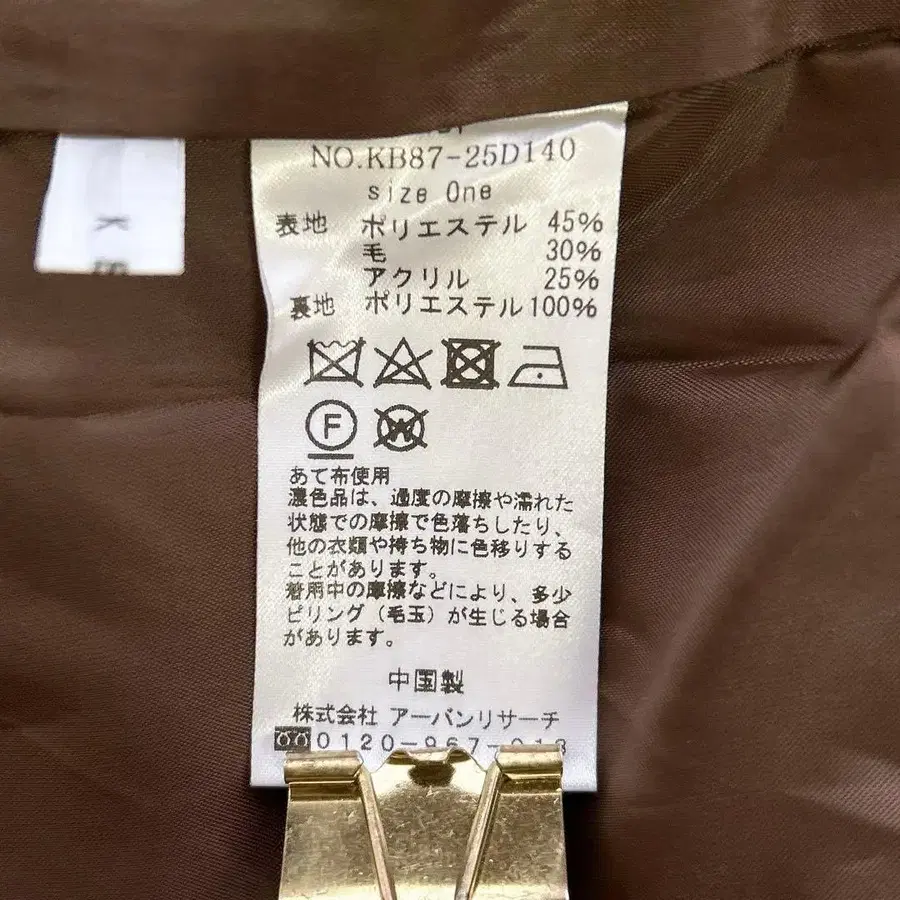 NO.KB87-25D140
size One
表地 ポリエステル 45%
毛 30%
アクリル 25%
裏地 ポリエステル100%
F
W
あて布使用
濃色品は、過度の摩擦や濡れた
状態での摩擦で色落ちしたり、
他の衣類や持ち物に色移りする
ことがあります。
着用中の摩擦などにより、多少
ピリング（毛玉）が生じる場合
があります。
中国製
株式会社 アーバンリサーチ
K